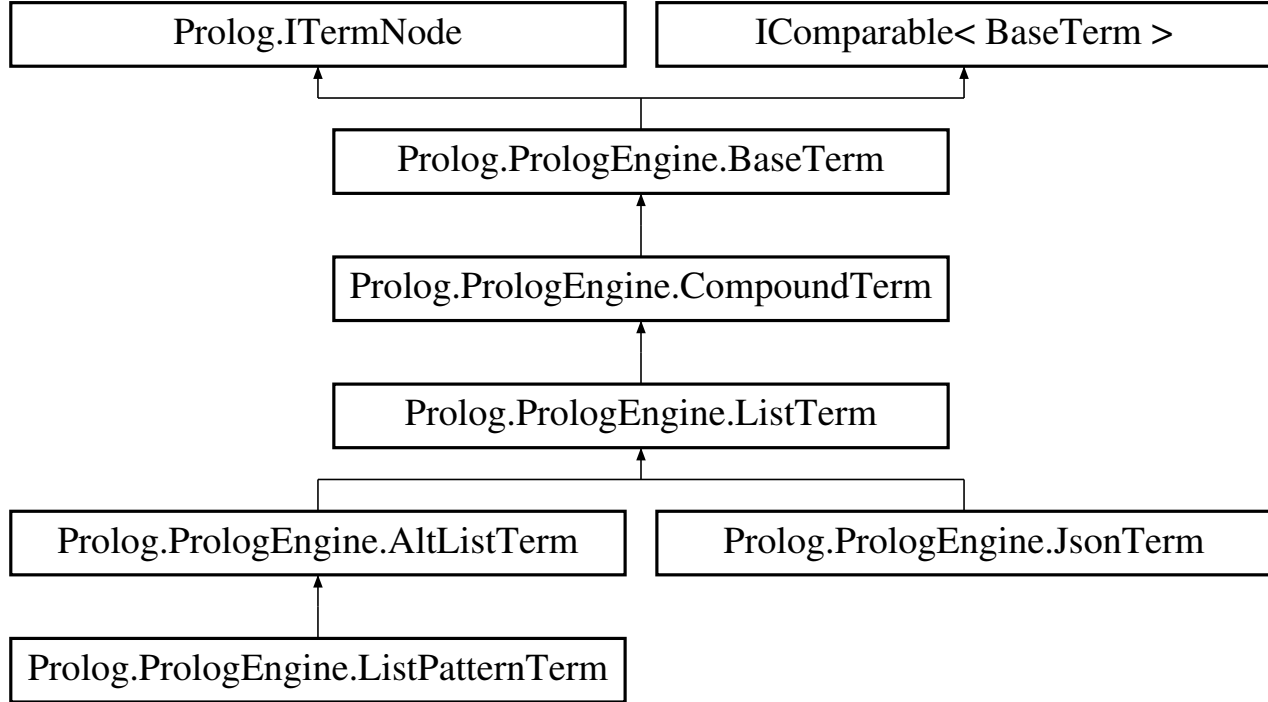 Prolog.ITermNode
IComparable< BaseTerm >
Prolog.PrologEngine.BaseTerm
Prolog.PrologEngine.CompoundTerm
Prolog.PrologEngine.ListTerm
Prolog.PrologEngine.AltListTerm
Prolog.PrologEngine.JsonTerm
Prolog.PrologEngine.ListPatternTerm